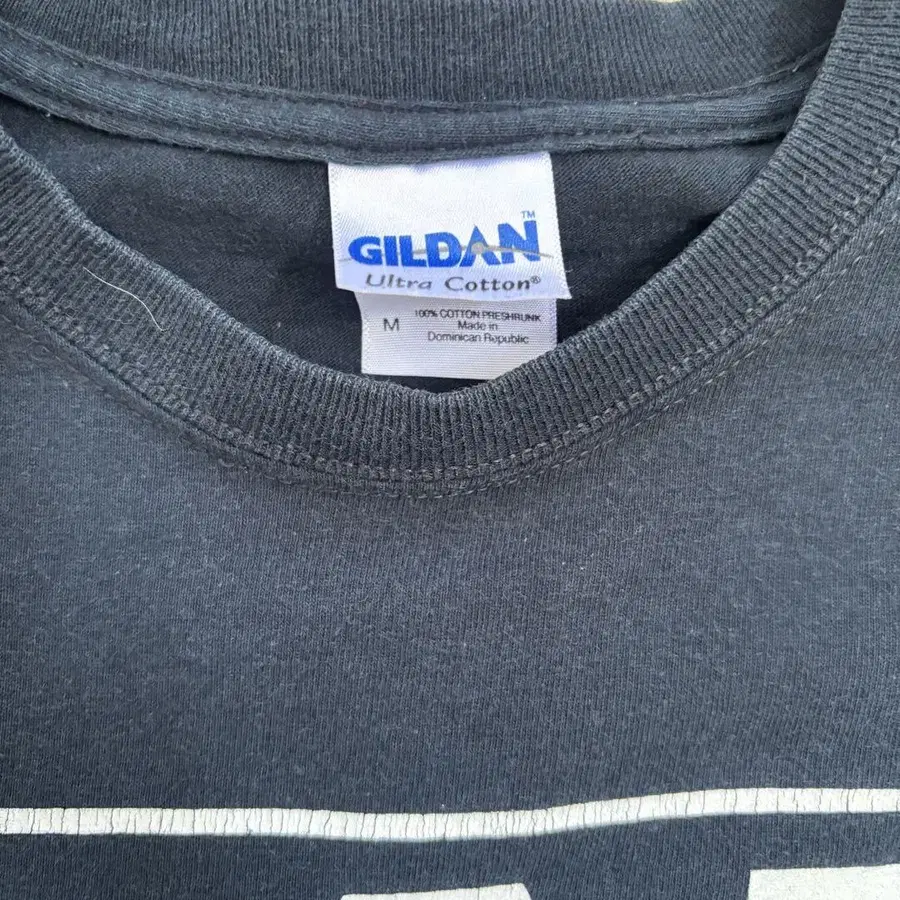 GILDAN™
Ultra Cotton®
M
100% COTTON PRESHRUNK
Made in
Dominican Republic